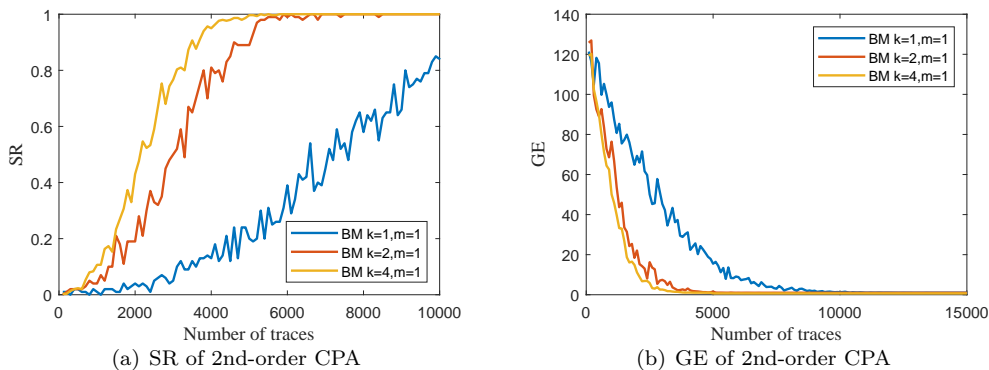 1
0.8
0.6
0.4
0.2
0
SR
BM k=1,m=1
BM k=2,m=1
BM k=4,m=1
0 2000 4000 6000 8000 10000
Number of traces
(a) SR of 2nd-order CPA
140
120
100
80
60
40
20
0
GE
BM k=1,m=1
BM k=2,m=1
BM k=4,m=1
0 5000 10000 15000
Number of traces
(b) GE of 2nd-order CPA